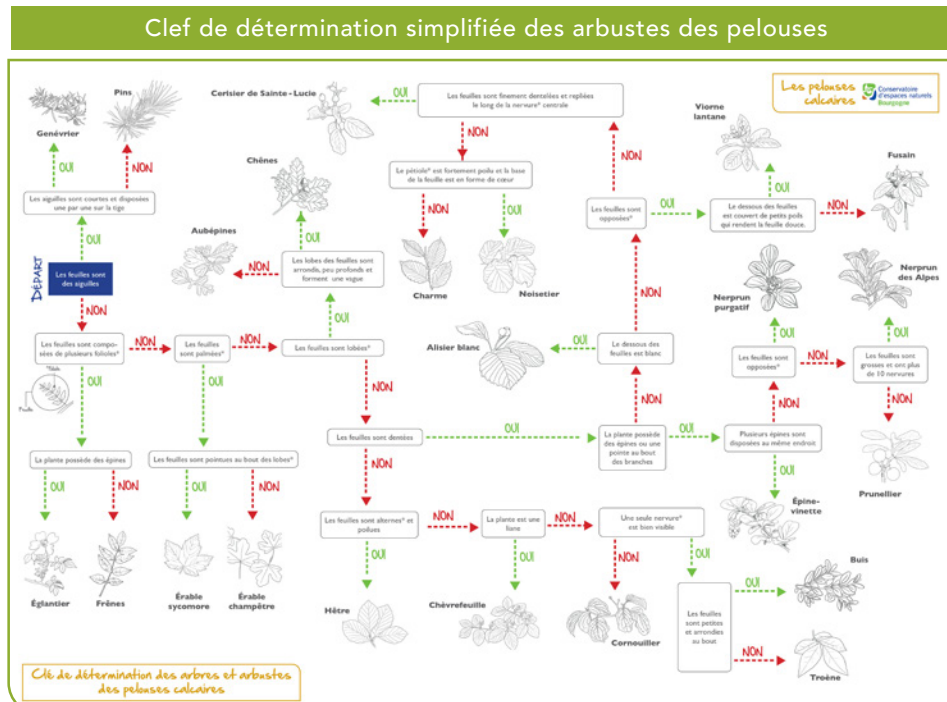 Clef de détermination simplifiée des arbustes des pelouses
Les pelouses
calcaires
Conservatoire
d'espaces naturels
Bourgogne
Genévrier
Pins
Cerisier de Sainte-Lucie
OUI
Les feuilles sont finement dentelées et repliées
le long de la nervure* centrale
Viorne
lantane
OUI
NON
Chênes
NON
Le pétiole* est fortement poilu et la base
de la feuille est en forme de cœur
NON
OUI
Fusain
Les aiguilles sont courtes et disposées
une par une sur la tige
Les feuilles sont
opposées*
OUI
Le dessous des feuilles
est couvert de petits poils
qui rendent la feuille douce.
NON
OUI
NON
OUI
Aubépines
OUI
DÉPART
Les feuilles sont
des aiguilles
NON
Les lobes des feuilles sont
arrondis, peu profonds et
forment une vague
Charme
Noisetier
NON
Nerprun
purgatif
Nerprun
des Alpes
NON
OUI
Alisier blanc
OUI
Le dessous
des feuilles est blanc
OUI
NON
Les feuilles sont compo-
sées de plusieurs folioles*
NON
Les feuilles
sont palmées*
NON
Les feuilles sont lobées*
Les feuilles sont
opposées*
NON
Les feuilles sont
grosses et ont plus
de 10 nervures
Feuille
OUI
OUI
NON
NON
NON
NON
Les feuilles sont dentées
OUI
La plante possède
des épines ou une
pointe au bout
des branches
OUI
Plusieurs épines sont
disposées au même endroit
La plante possède des épines
Les feuilles sont pointues au bout des lobes*
NON
OUI
Prunellier
OUI
NON
OUI
NON
Épine-
vinette
Les feuilles sont alternes* et
poilues
NON
La plante est une
liane
NON
Une seule nervure*
est bien visible
Églantier
Frênes
Érable
sycomore
Érable
champêtre
OUI
OUI
NON
OUI
Buis
Les feuilles
sont petites
et arrondies
au bout
OUI
Hêtre
Chèvrefeuille
Cornouiller
NON
Troène
Clé de détermination des arbres et arbustes
des pelouses calcaires